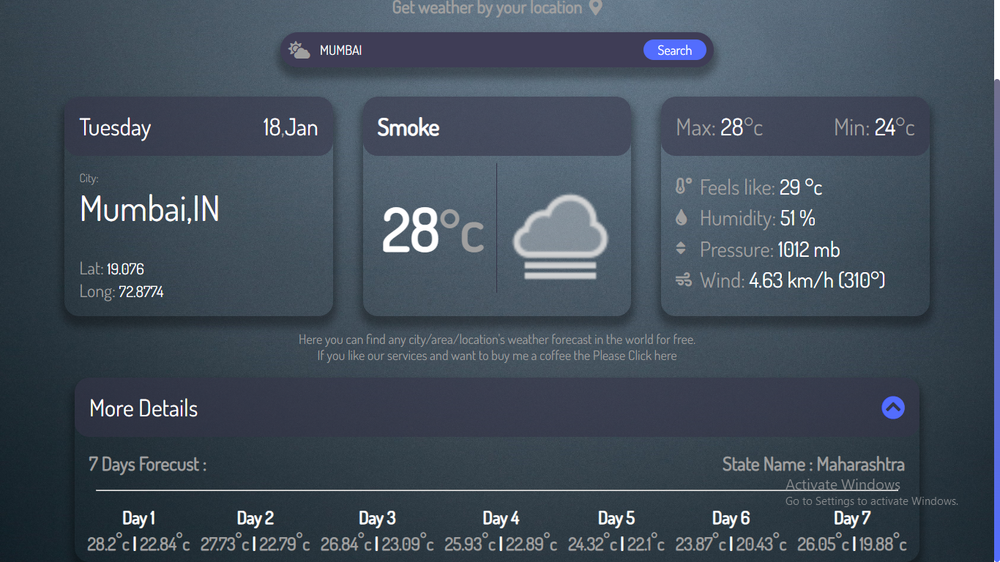 Get weather by your location
MUMBAI
Search
Tuesday
18,Jan
City:
Mumbai,IN
Lat: 19.076
Long: 72.8774
Smoke
28°c
Max: 28°c
Min: 24°c
Feels like: 29 °c
Humidity: 51 %
Pressure: 1012 mb
Wind: 4.63 km/h (310°)
Here you can find any city/area/location's weather forecast in the world for free.
If you like our services and want to buy me a coffee the Please Click here
More Details
7 Days Forecust :
State Name : Maharashtra
Activate Windows
Go to Settings to activate Windows.
Day 1
28.2°c | 22.84°c
Day 2
27.73°c | 22.79°c
Day 3
26.84°c | 23.09°c
Day 4
25.93°c | 22.89°c
Day 5
24.32°c | 22.1°c
Day 6
23.87°c | 20.43°c
Day 7
26.05°c | 19.88°c